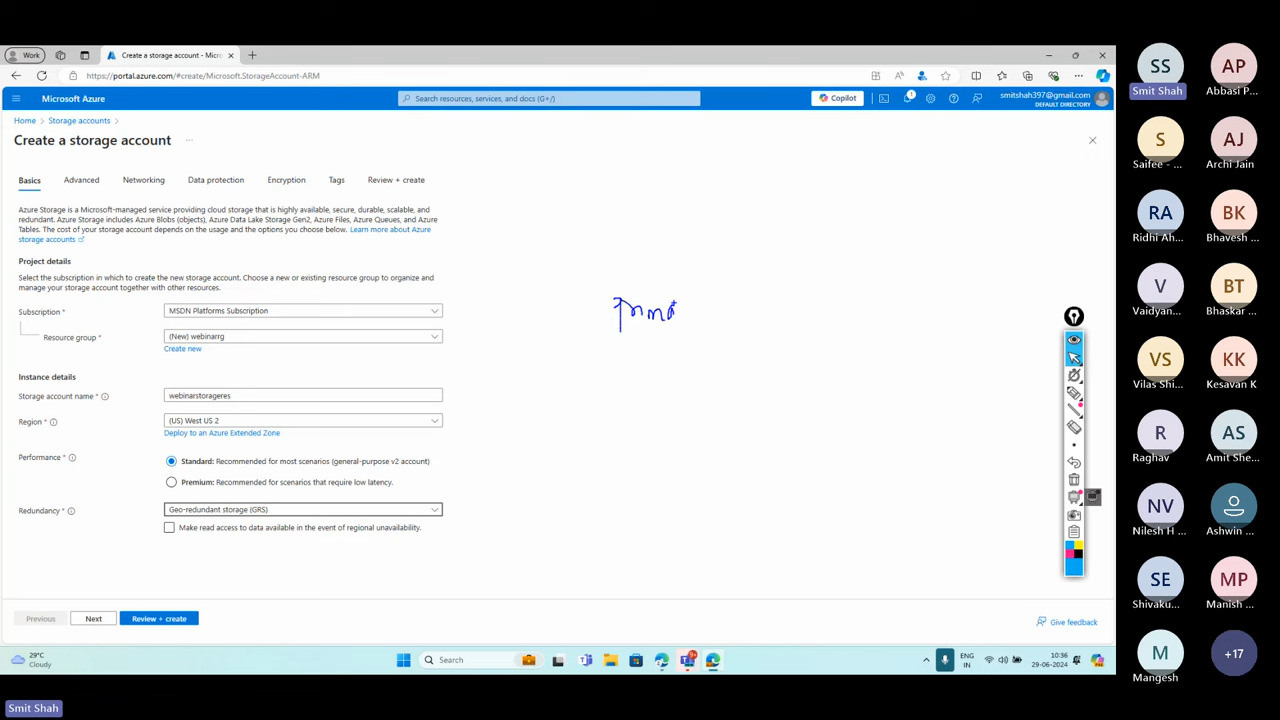 Work
Create a storage account - Micr
https://portal.azure.com/#create/Microsoft.StorageAccount-ARM
Microsoft Azure
Search resources, services, and docs (G+/)
Copilot
1
smitshah397@gmail.com
DEFAULT DIRECTORY
Home > Storage accounts >
Create a storage account ...
Basics Advanced Networking Data protection Encryption Tags Review + create
Azure Storage is a Microsoft-managed service providing cloud storage that is highly available, secure, durable, scalable, and
redundant. Azure Storage includes Azure Blobs (objects), Azure Data Lake Storage Gen2, Azure Files, Azure Queues, and Azure
Tables. The cost of your storage account depends on the usage and the options you choose below. Learn more about Azure
storage accounts
Project details
Select the subscription in which to create the new storage account. Choose a new or existing resource group to organize and
manage your storage account together with other resources.
Subscription *
MSDN Platforms Subscription
Resource group *
(New) webinarrg
Create new
Instance details
Storage account name *
webinarstorageres
Region *
(US) West US 2
Deploy to an Azure Extended Zone
Performance *
Standard: Recommended for most scenarios (general-purpose v2 account)
Premium: Recommended for scenarios that require low latency.
Redundancy *
Geo-redundant storage (GRS)
Make read access to data available in the event of regional unavailability.
Previous
Next
Review + create
Give feedback
29°C
Cloudy
Search
9+
ENG
IN
10:36
29-06-2024
SS
Smit Shah
AP
Abbasi P...
S
Saifee - ...
AJ
Archi Jain
RA
Ridhi Ah...
BK
Bhavesh ...
V
Vaidyan...
BT
Bhaskar ...
VS
Vilas Shi...
KK
Kesavan K
R
Raghav
AS
Amit She...
NV
Nilesh H ...
Ashwin ...
SE
Shivaku...
MP
Manish ...
M
Mangesh
+17
Smit Shah